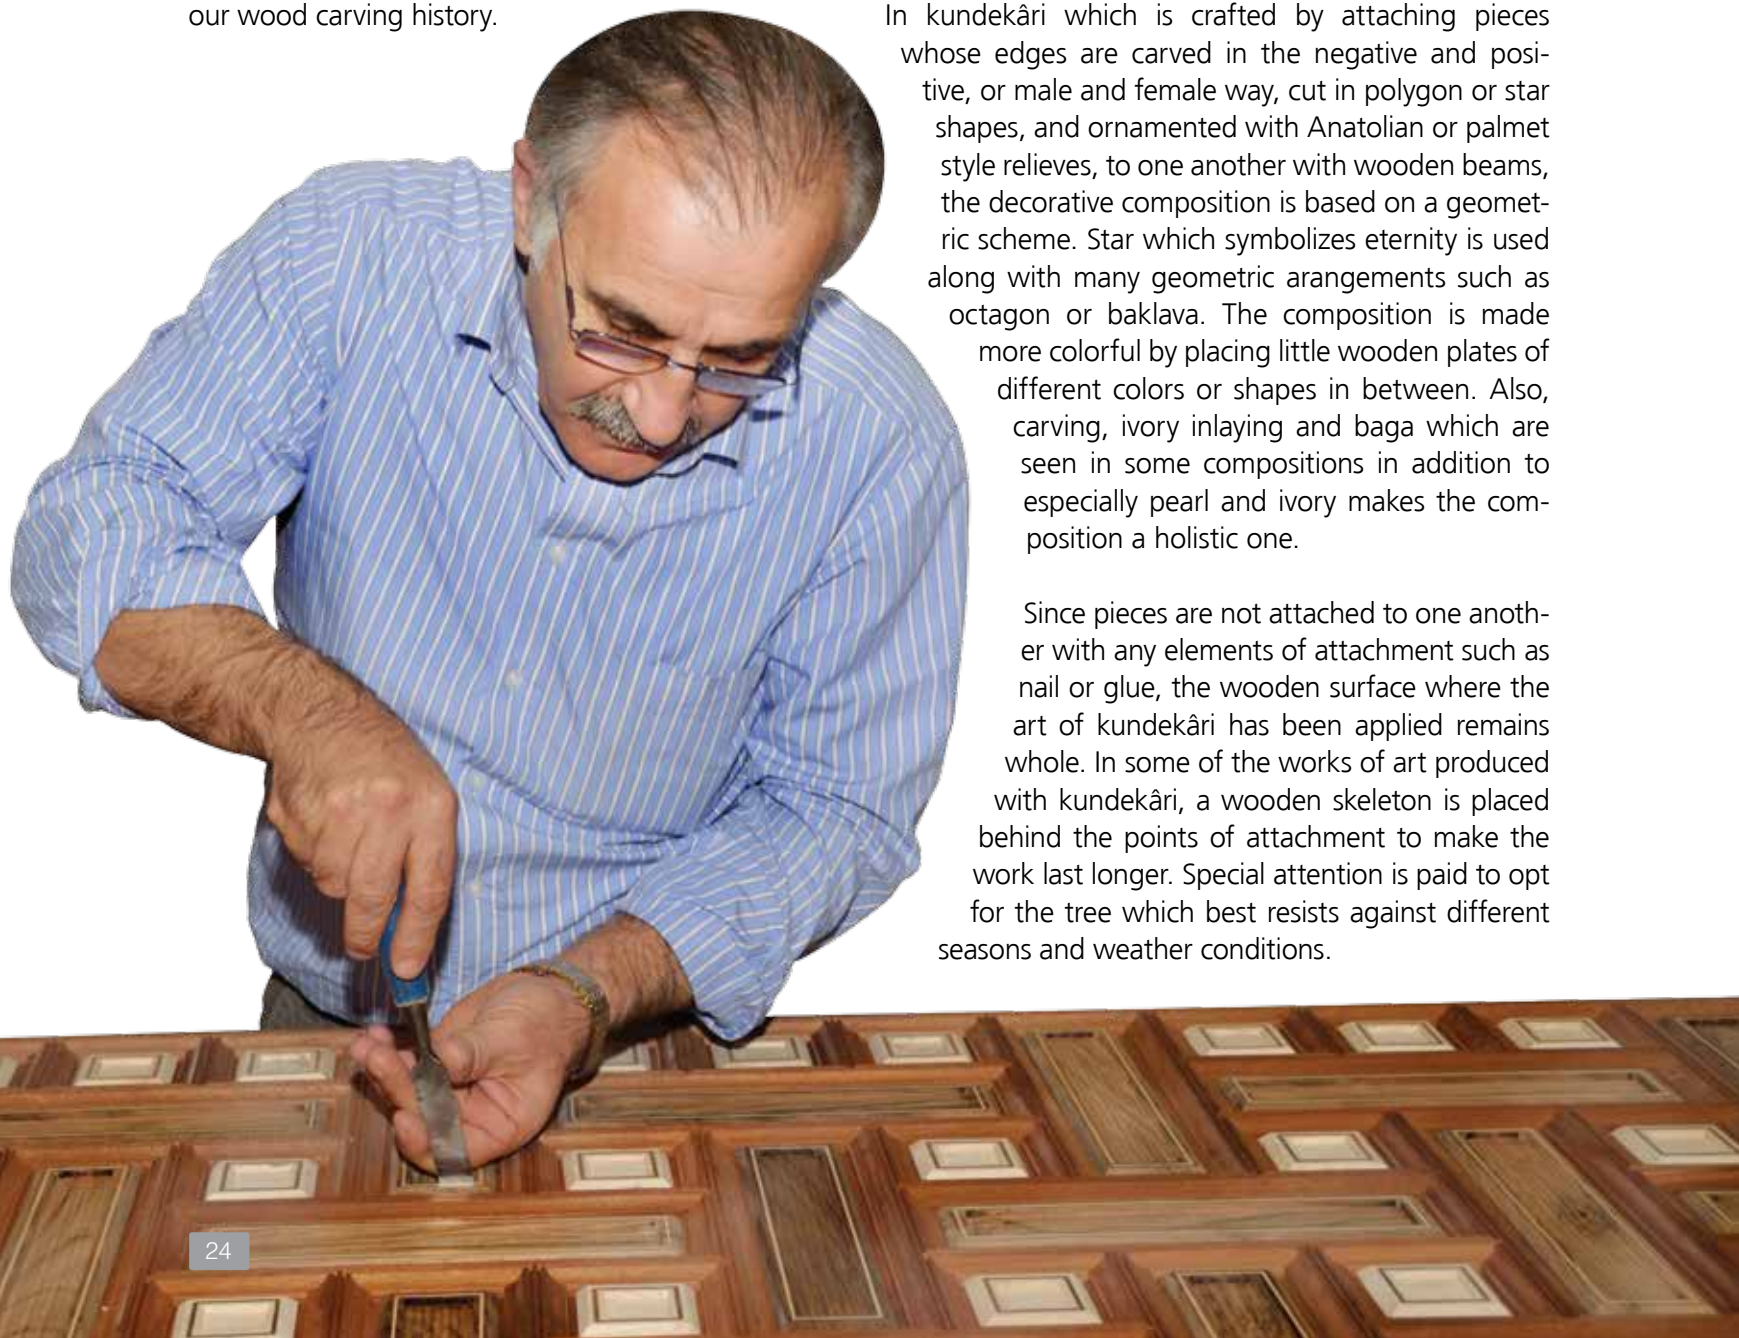 our wood carving history.
In kundekâri which is crafted by attaching pieces
whose edges are carved in the negative and posi-
tive, or male and female way, cut in polygon or star
shapes, and ornamented with Anatolian or palmet
style relieves, to one another with wooden beams,
the decorative composition is based on a geomet-
ric scheme. Star which symbolizes eternity is used
along with many geometric arangements such as
octagon or baklava. The composition is made
more colorful by placing little wooden plates of
different colors or shapes in between. Also,
carving, ivory inlaying and baga which are
seen in some compositions in addition to
especially pearl and ivory makes the com-
position a holistic one.
Since pieces are not attached to one anoth-
er with any elements of attachment such as
nail or glue, the wooden surface where the
art of kundekâri has been applied remains
whole. In some of the works of art produced
with kundekâri, a wooden skeleton is placed
behind the points of attachment to make the
work last longer. Special attention is paid to opt
for the tree which best resists against different
seasons and weather conditions.
24